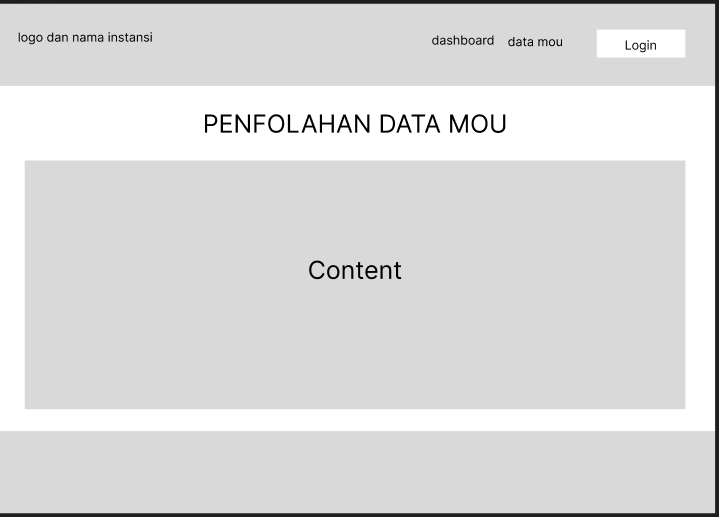 logo dan nama instansi
dashboard data mou Login
PENFOLAHAN DATA MOU
Content